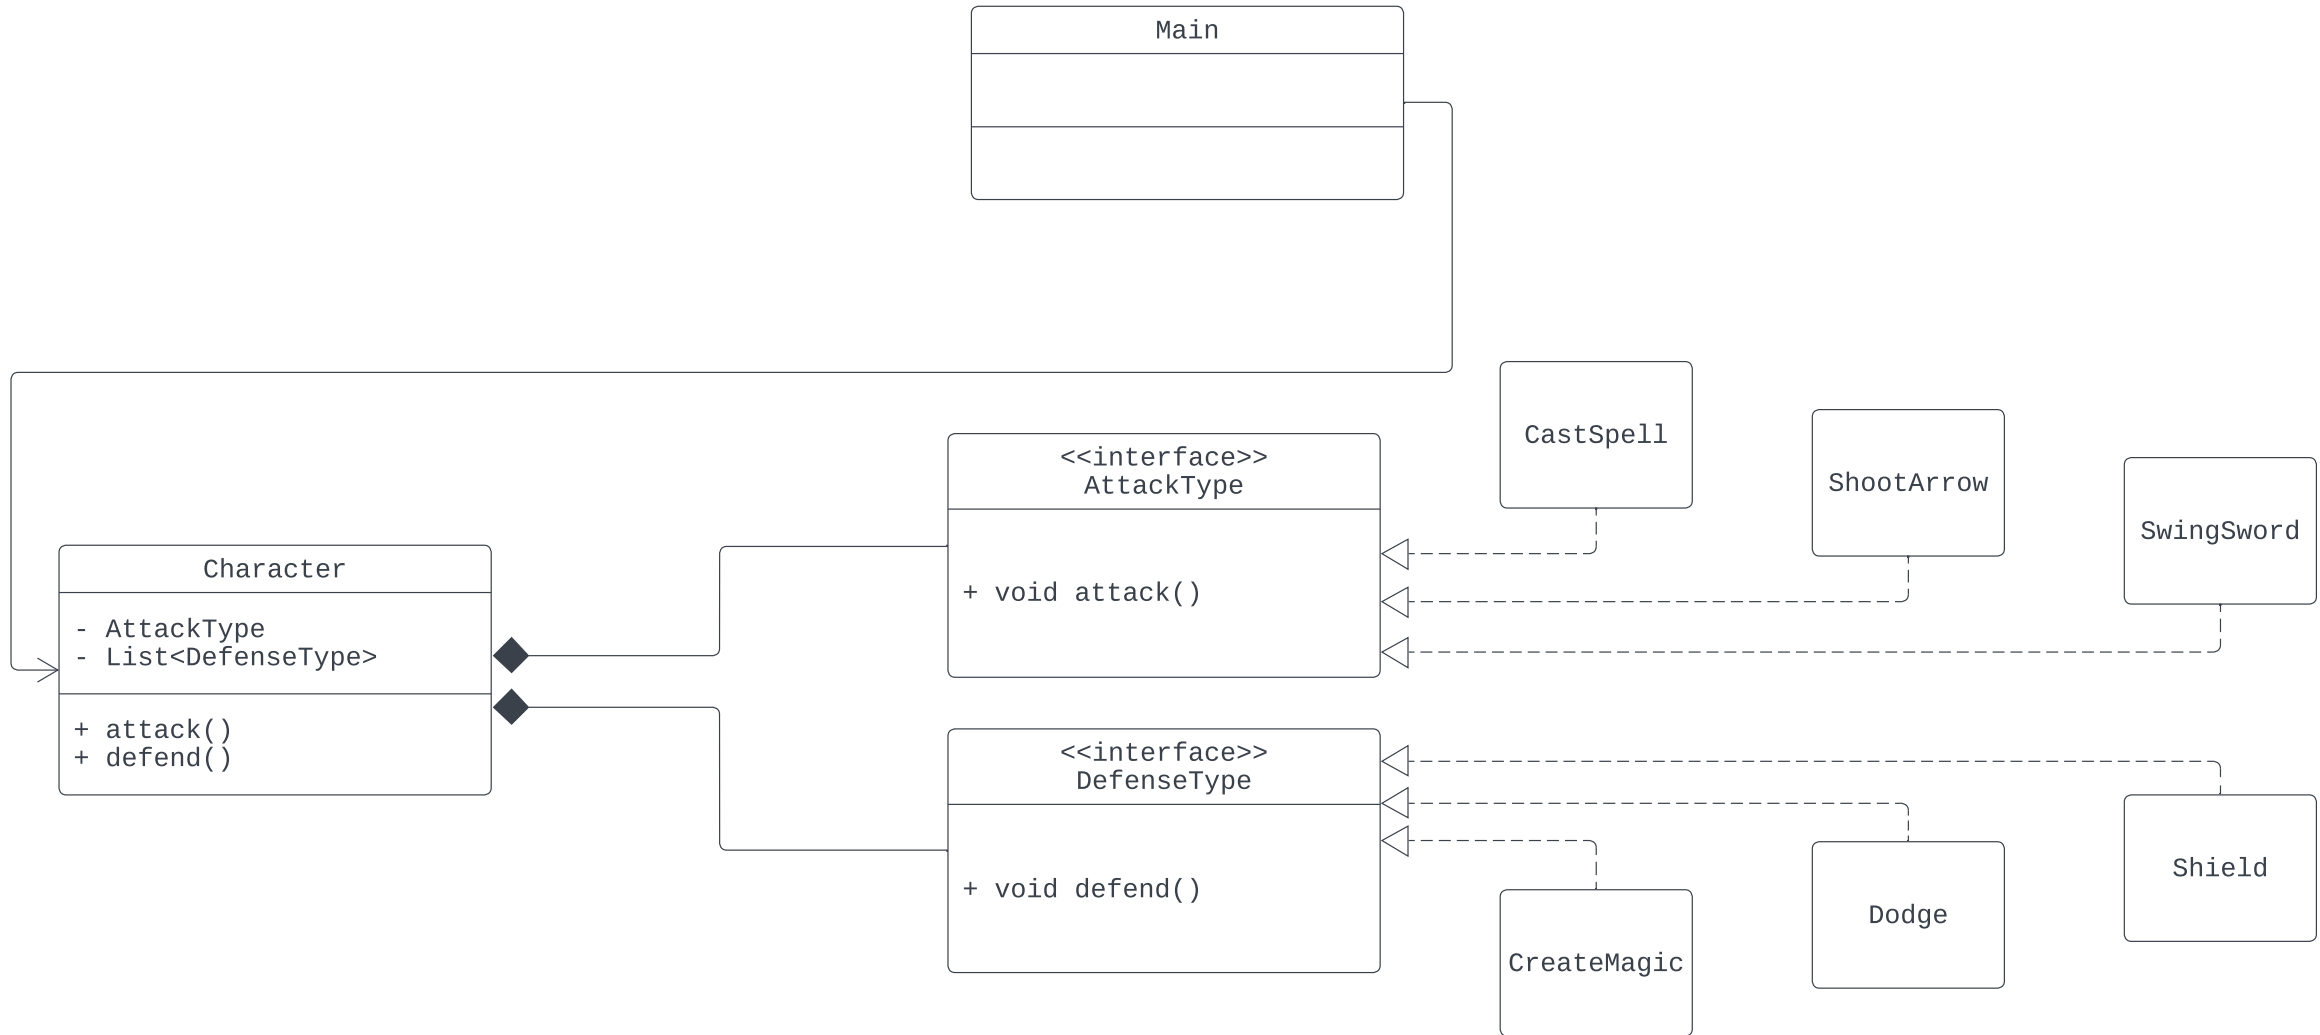 Main
CastSpell
ShootArrow
SwingSword
<<interface>>
AttackType
+ void attack()
Character
- AttackType
- List<DefenseType>
+ attack()
+ defend()
<<interface>>
DefenseType
+ void defend()
Shield
Dodge
CreateMagic